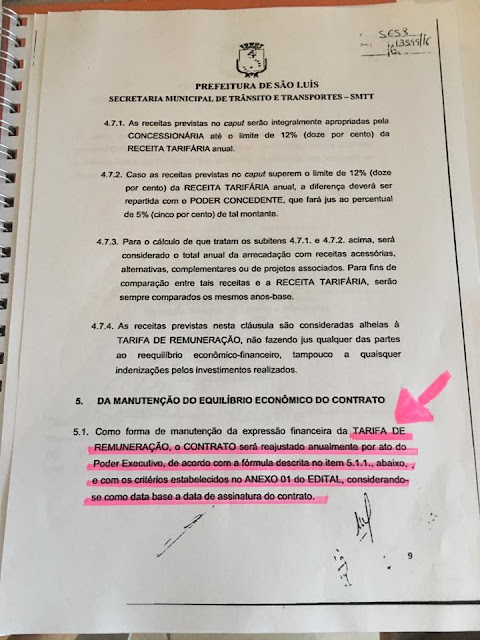 SES3
13595/16
PREFEITURA DE SÃO LUÍS
SECRETARIA MUNICIPAL DE TRÂNSITO E TRANSPORTES – SMTT
4.7.1. As receitas previstas no caput serão integralmente apropriadas pela
CONCESSIONÁRIA até o limite de 12% (doze por cento) da
RECEITA TARIFÁRIA anual.
4.7.2. Caso as receitas previstas no caput superem o limite de 12% (doze
por cento) da RECEITA TARIFÁRIA anual, a diferença deverá ser
repartida com o PODER CONCEDENTE, que fará jus ao percentual
de 5% (cinco por cento) de tal montante.
4.7.3. Para o cálculo de que tratam os subitens 4.7.1. e 4.7.2. acima, será
considerado o total anual da arrecadação com receitas acessórias,
alternativas, complementares ou de projetos associados. Para fins de
comparação entre tais receitas e a RECEITA TARIFÁRIA, serão
sempre comparados os mesmos anos-base.
4.7.4. As receitas previstas nesta cláusula são consideradas alheias à
TARIFA DE REMUNERAÇÃO, não fazendo jus qualquer das partes
ao reequilíbrio econômico-financeiro, tampouco a quaisquer
indenizações pelos investimentos realizados.
5. DA MANUTENÇÃO DO EQUILÍBRIO ECONÔMICO DO CONTRATO
5.1. Como forma de manutenção da expressão financeira da TARIFA DE
REMUNERAÇÃO, o CONTRATO será reajustado anualmente por ato do
Poder Executivo, de acordo com a fórmula descrita no item 5.1.1., abaixo,
e com os critérios estabelecidos no ANEXO 01 do EDITAL, considerando-
se como data base a data de assinatura do contrato.
9